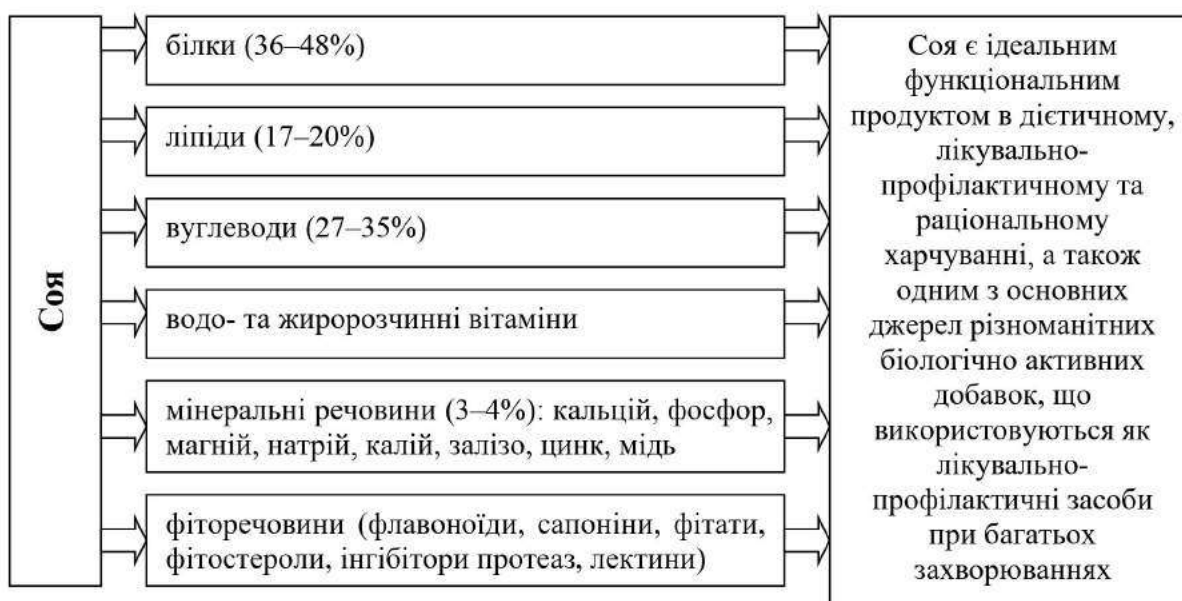 Соя
білки (36–48%)
ліпіди (17–20%)
вуглеводи (27–35%)
водо- та жиророзчинні вітаміни
мінеральні речовини (3–4%): кальцій, фосфор,
магній, натрій, калій, залізо, цинк, мідь
фіторечовини (флавоноїди, сапоніни, фітати,
фітостероли, інгібітори протеаз, лектини)
Соя є ідеальним
функціональним
продуктом в дієтичному,
лікувально-
профілактичному та
раціональному
харчуванні, а також
одним з основних
джерел різноманітних
біологічно активних
добавок, що
використовуються як
лікувально-
профілактичні засоби
при багатьох
захворюваннях